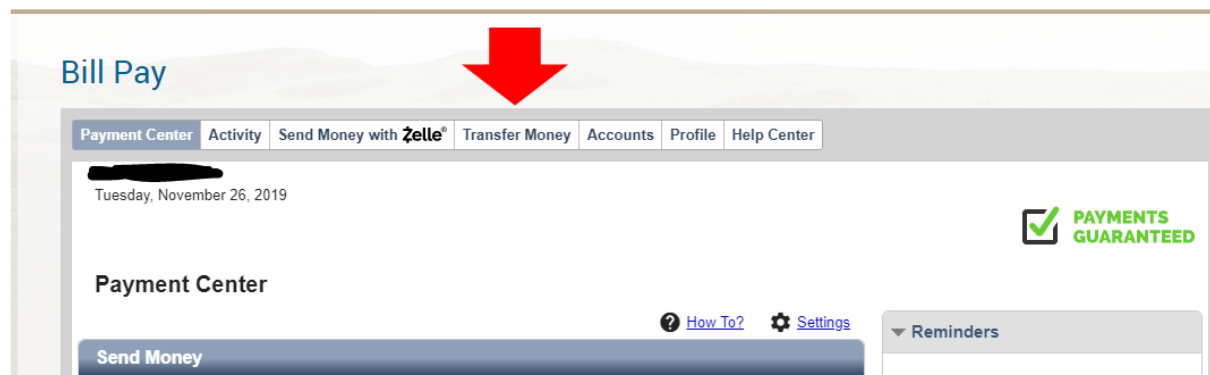 Bill Pay
Payment Center Activity Send Money with Zelle® Transfer Money Accounts Profile Help Center
Tuesday, November 26, 2019
PAYMENTS
GUARANTEED
Payment Center
How To? Settings
Reminders
Send Money